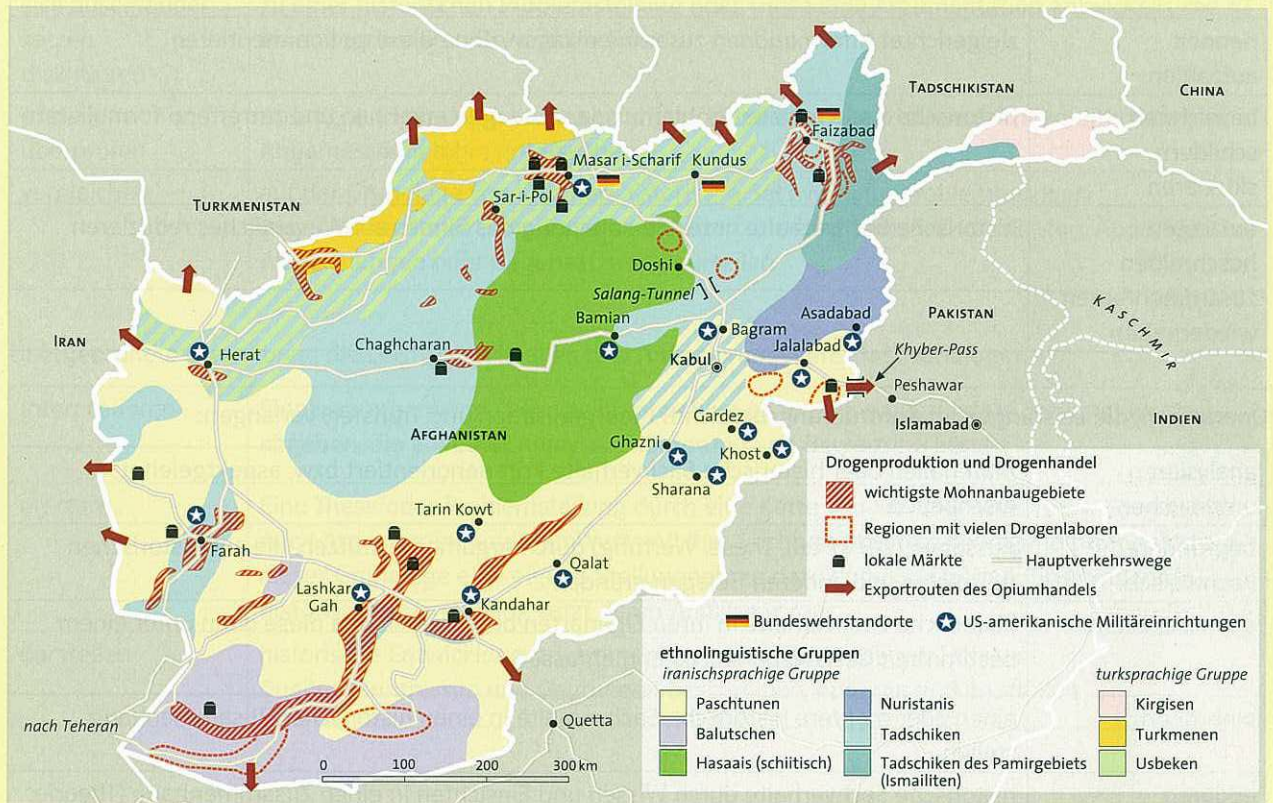 TADSCHIKISTAN
CHINA
Faizabad
Masar i-Scharif
Kundus
Sar-i-Pol
TURKMENISTAN
Doshi
Salang-Tunnel
Bamian
Bagram
Asadabad
PAKISTAN
KASCHMIR
IRAN
Herat
Chaghcharan
Kabul
Jalalabad
Khyber-Pass
Peshawar
Islamabad
INDIEN
AFGHANISTAN
Gardez
Ghazni
Khost
Sharana
Tarin Kowt
Farah
Qalat
Lashkar
Gah
Kandahar
Quetta
nach Teheran
0 100 200 300 km
Drogenproduktion und Drogenhandel
wichtigste Mohnanbaugebiete
Regionen mit vielen Drogenlaboren
lokale Märkte
Hauptverkehrswege
Exportrouten des Opiumhandels
Bundeswehrstandorte
US-amerikanische Militäreinrichtungen
ethnolinguistische Gruppen
iranischsprachige Gruppe
turksprachige Gruppe
Paschtunen
Nuristanis
Kirgisen
Balutschen
Tadschiken
Turkmenen
Hasaais (schiitisch)
Tadschiken des Pamirgebiets
(Ismailiten)
Usbeken